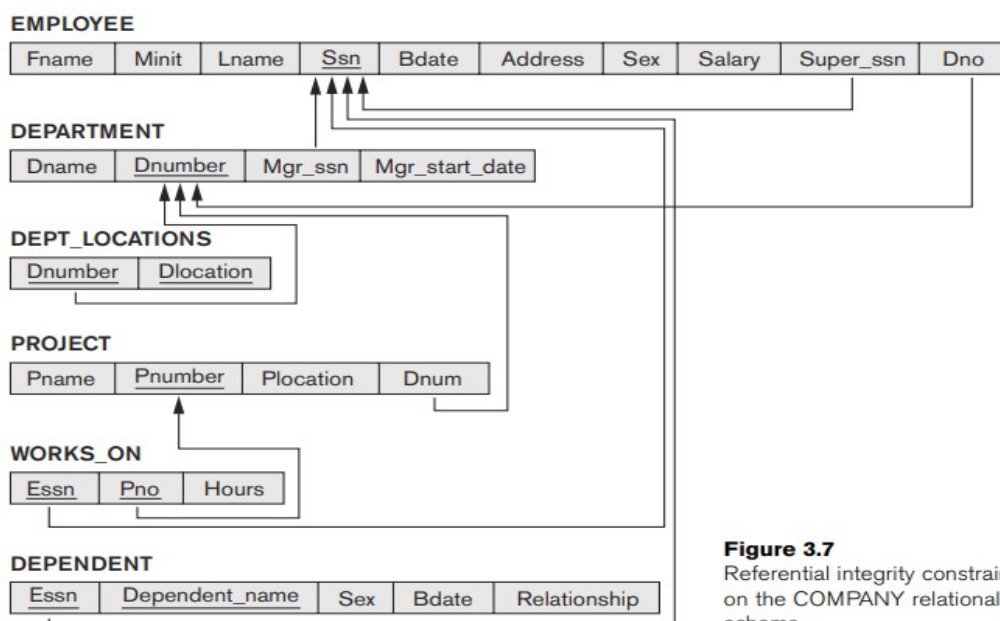 EMPLOYEE
Fname Minit Lname Ssn Bdate Address Sex Salary Super_ssn Dno
DEPARTMENT
Dname Dnumber Mgr_ssn Mgr_start_date
DEPT_LOCATIONS
Dnumber Dlocation
PROJECT
Pname Pnumber Plocation Dnum
WORKS_ON
Essn Pno Hours
DEPENDENT
Essn Dependent_name Sex Bdate Relationship
Figure 3.7
Referential integrity
on the COMPANY relational